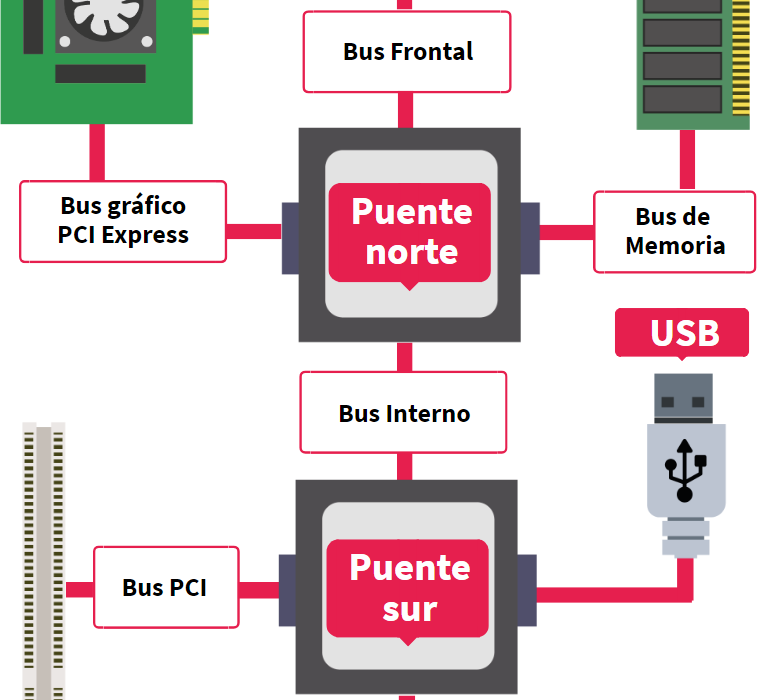 Bus Frontal
Bus gráfico
PCI Express
Puente
norte
Bus de
Memoria
USB
Bus Interno
Bus PCI
Puente
sur